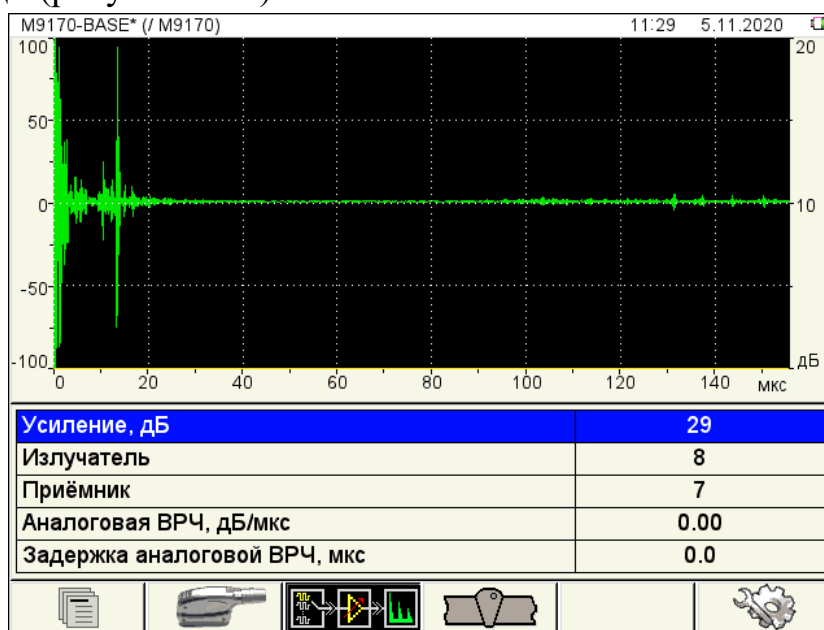 M9170-BASE* (/ M9170) 11:29 5.11.2020
100 20
50
0 10
-50
-100 дБ
0 20 40 60 80 100 120 140 мкс
Усиление, дБ 29
Излучатель 8
Приёмник 7
Аналоговая ВРЧ, дБ/мкс 0.00
Задержка аналоговой ВРЧ, мкс 0.0